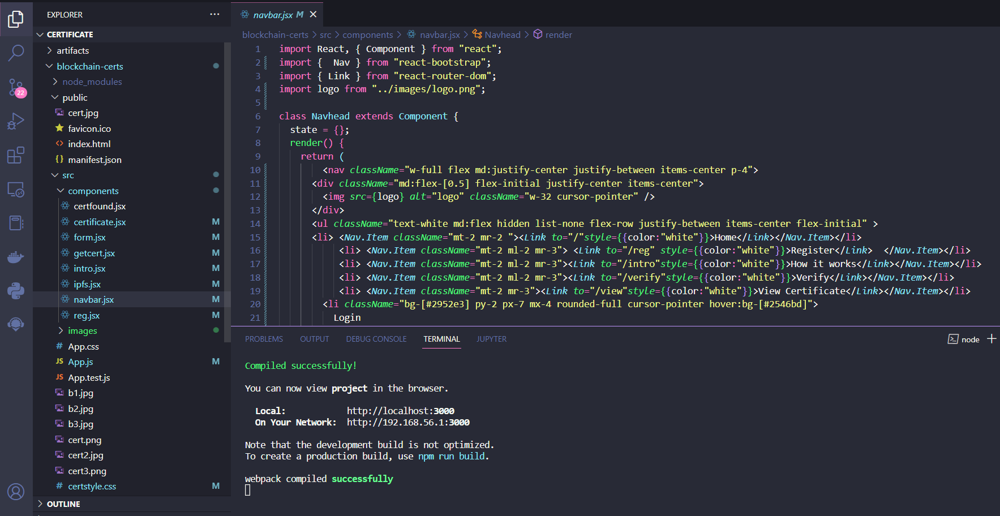 EXPLORER
CERTIFICATE
artifacts
blockchain-certs
node_modules
public
cert.jpg
favicon.ico
index.html
manifest.json
src
components
certfound.jsx
certificate.jsx M
form.jsx M
getcert.jsx M
intro.jsx M
ipfs.jsx M
navbar.jsx M
reg.jsx M
images
App.css
App.js M
App.test.js
b1.jpg
b2.jpg
b3.jpg
cert.png
cert2.jpg
cert3.png
certstyle.css M
OUTLINE
22
navbar.jsx M
blockchain-certs > src > components > navbar.jsx > Navhead > render
1 import React, { Component } from "react";
2 import {  Nav } from "react-bootstrap";
3 import { Link } from "react-router-dom";
4 import logo from "../images/logo.png";
5
6 class Navhead extends Component {
7   state = {};
8   render() {
9     return (
10         <nav className="w-full flex md:justify-center justify-between items-center p-4">
11       <div className="md:flex-[0.5] flex-initial justify-center items-center">
12         <img src={logo} alt="logo" className="w-32 cursor-pointer" />
13       </div>
14       <ul className="text-white md:flex hidden list-none flex-row justify-between items-center flex-initial" >
15       <li> <Nav.Item className="mt-2 mr-2 "><Link to="/"style={{color:"white"}}>Home</Link></Nav.Item></li>
16            <li> <Nav.Item className="mt-2 ml-2 mr-3"> <Link to="/reg" style={{color:"white"}}>Register</Link>  </Nav.Item></li>
17            <li> <Nav.Item className="mt-2 ml-2 mr-3"><Link to="/intro"style={{color:"white"}}>How it works</Link></Nav.Item></li>
18            <li> <Nav.Item className="mt-2 ml-2 mr-3"><Link to="/verify"style={{color:"white"}}>Verify</Link></Nav.Item></li>
19            <li> <Nav.Item className="mt-2 mr-3"><Link to="/view"style={{color:"white"}}>View Certificate</Link></Nav.Item></li>
20         <li className="bg-[#2952e3] py-2 px-7 mx-4 rounded-full cursor-pointer hover:bg-[#2546bd]">
21           Login
PROBLEMS OUTPUT DEBUG CONSOLE TERMINAL JUPYTER node
Compiled successfully!
You can now view project in the browser.
Local: http://localhost:3000
On Your Network: http://192.168.56.1:3000
Note that the development build is not optimized.
To create a production build, use npm run build.
webpack compiled successfully